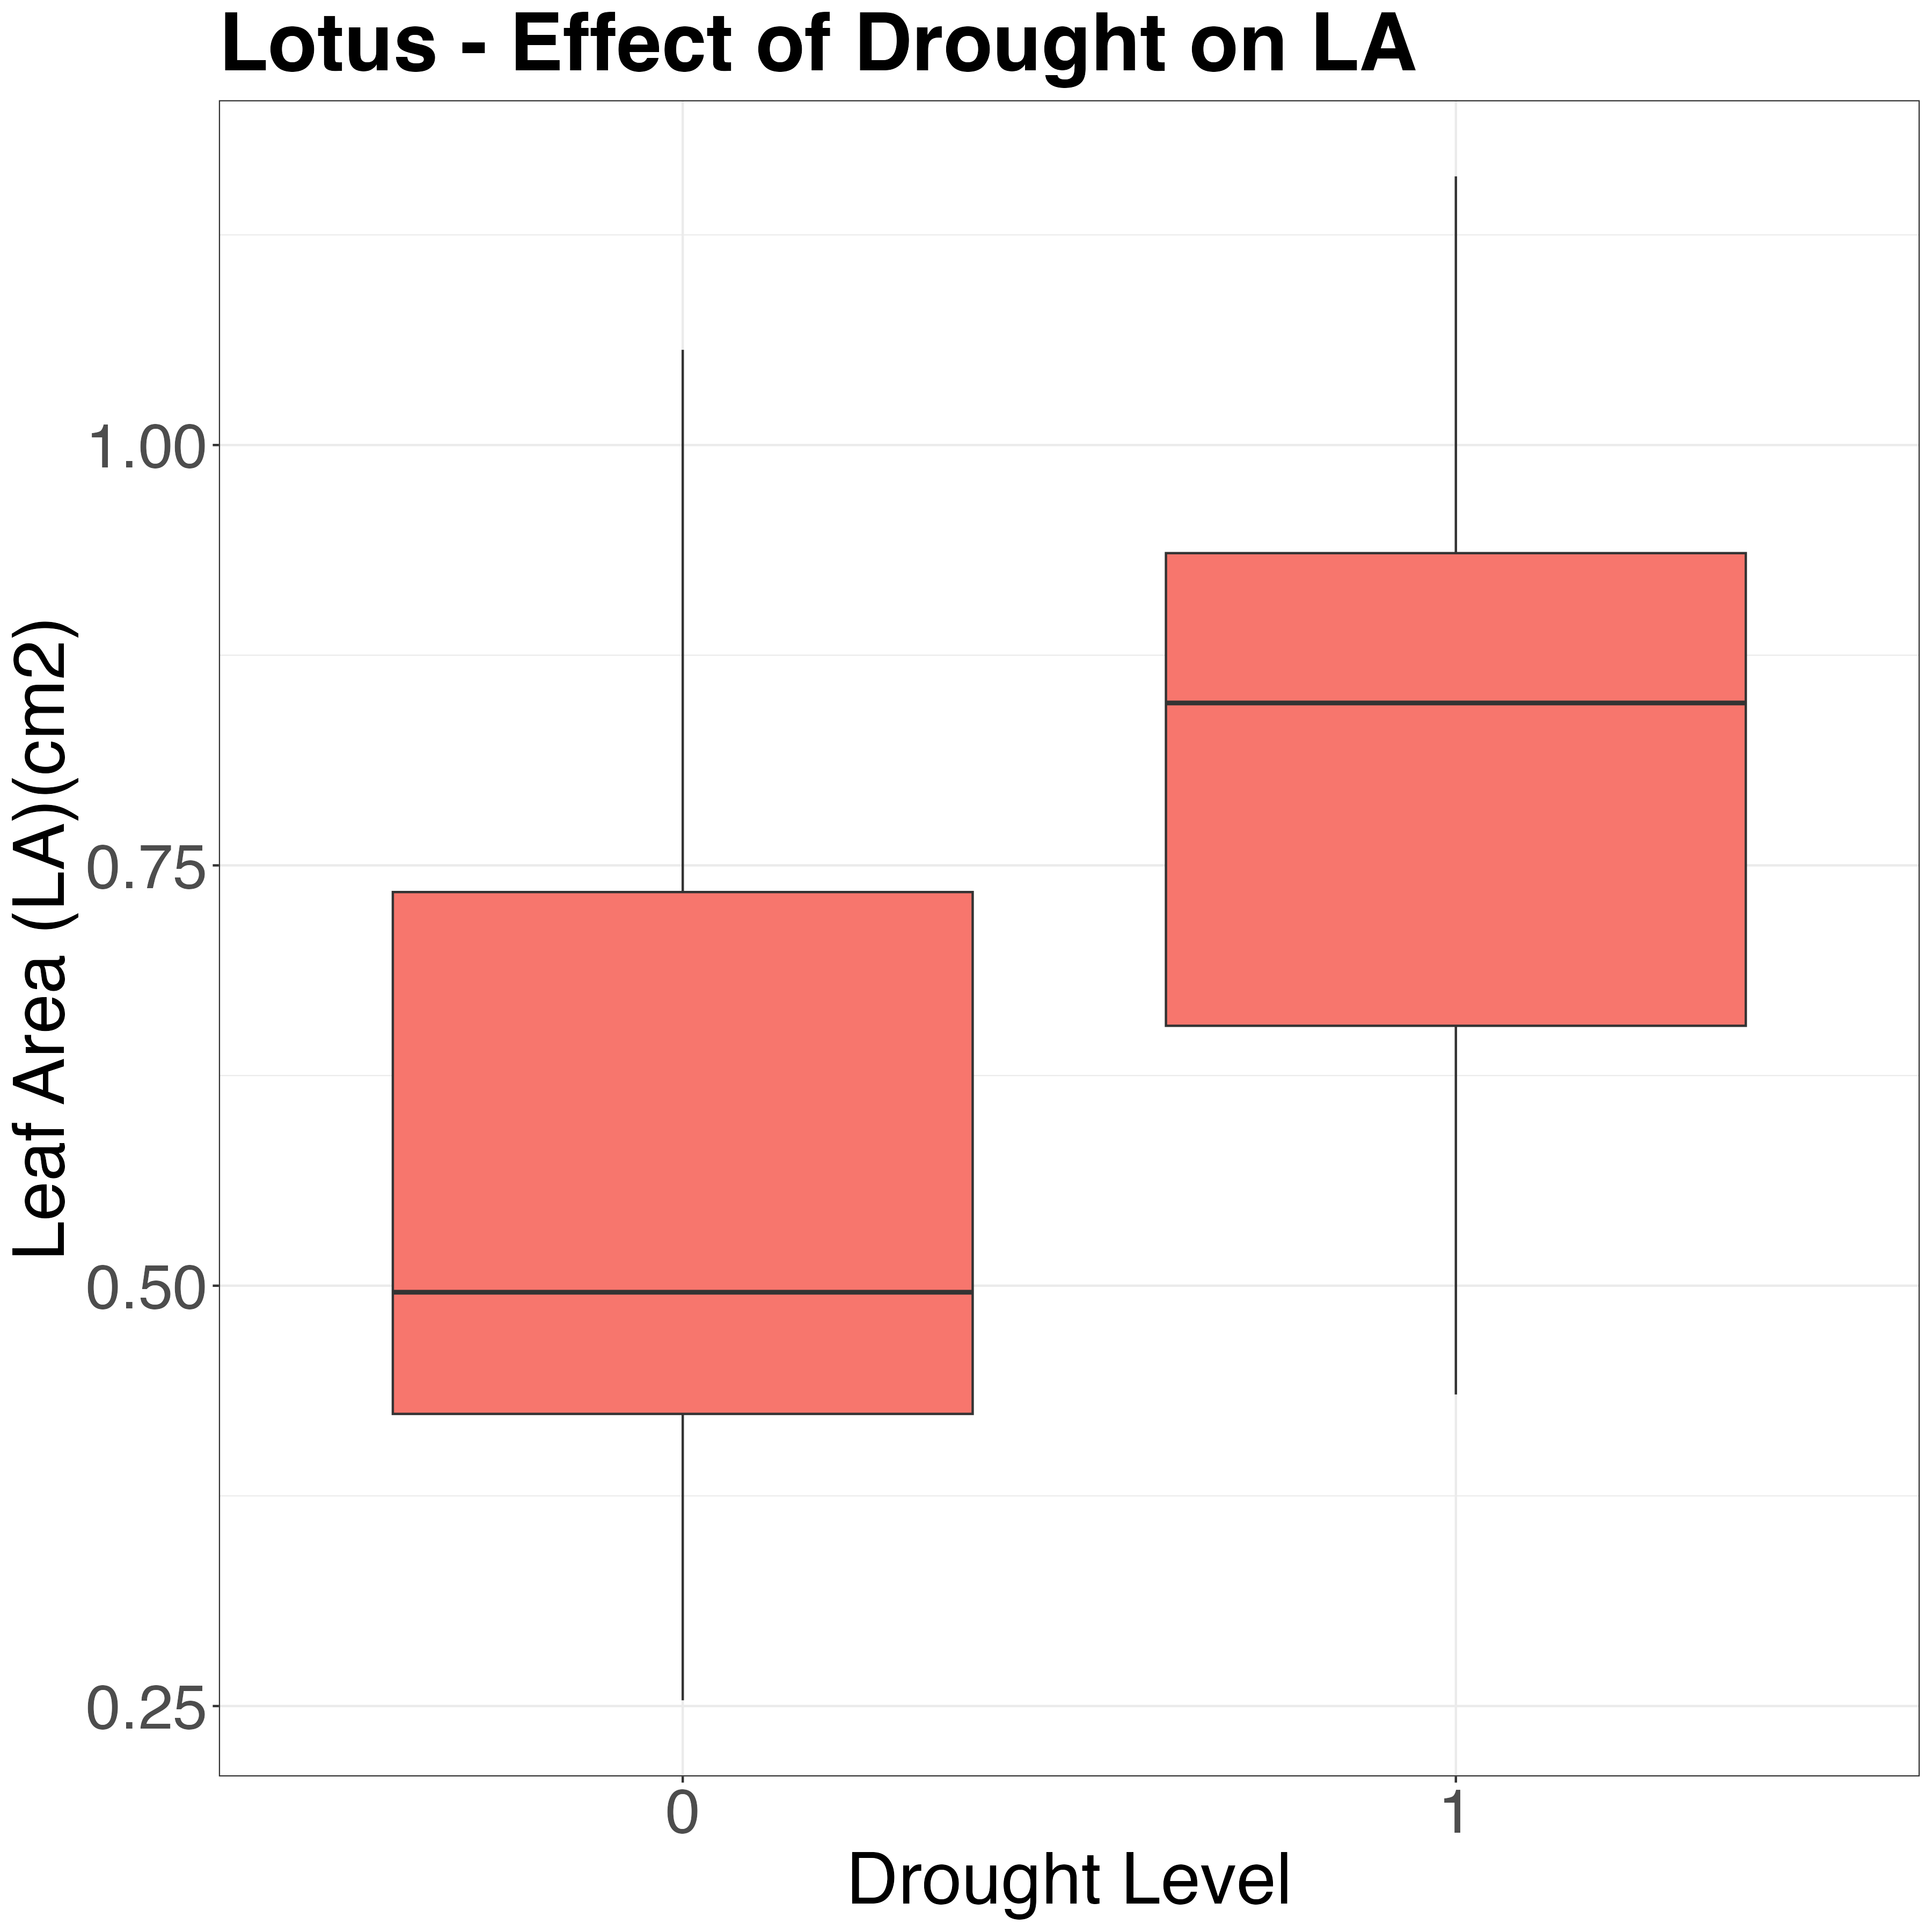 Lotus - Effect of Drought on LA
Leaf Area (LA)(cm2)
1.00
0.75
0.50
0.25
0
1
Drought Level